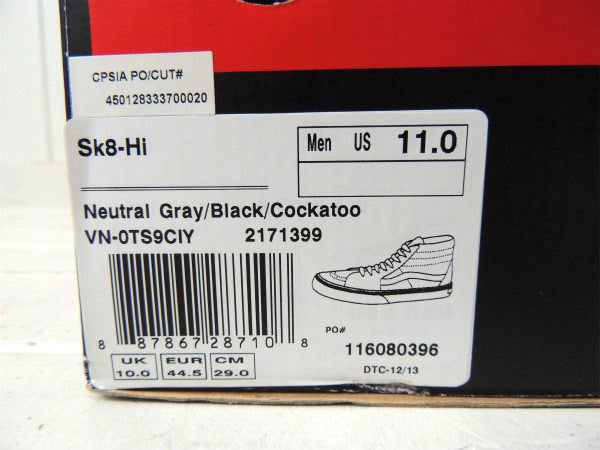 CPSIA PO/CUT#
450128333700020
Sk8-Hi
Men US 11.0
Neutral Gray/Black/Cockatoo
VN-0TS9CIY 2171399
8 87867 28710 8
PO#
116080396
UK EUR CM
10.0 44.5 29.0
DTC-12/13